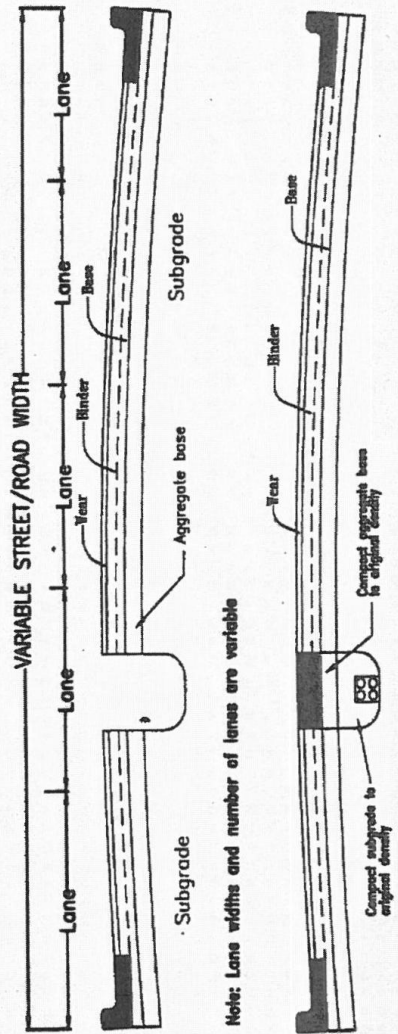 VARIABLE STREET/ROAD WIDTH
Lane
Lane
Lane
Lane
Lane
Wear
Binder
Base
Aggregate base
Subgrade
Subgrade
Note: Lane widths and number of lanes are variable
Wear
Binder
Base
Compact aggregate base
to original density
Compact subgrade to
original density